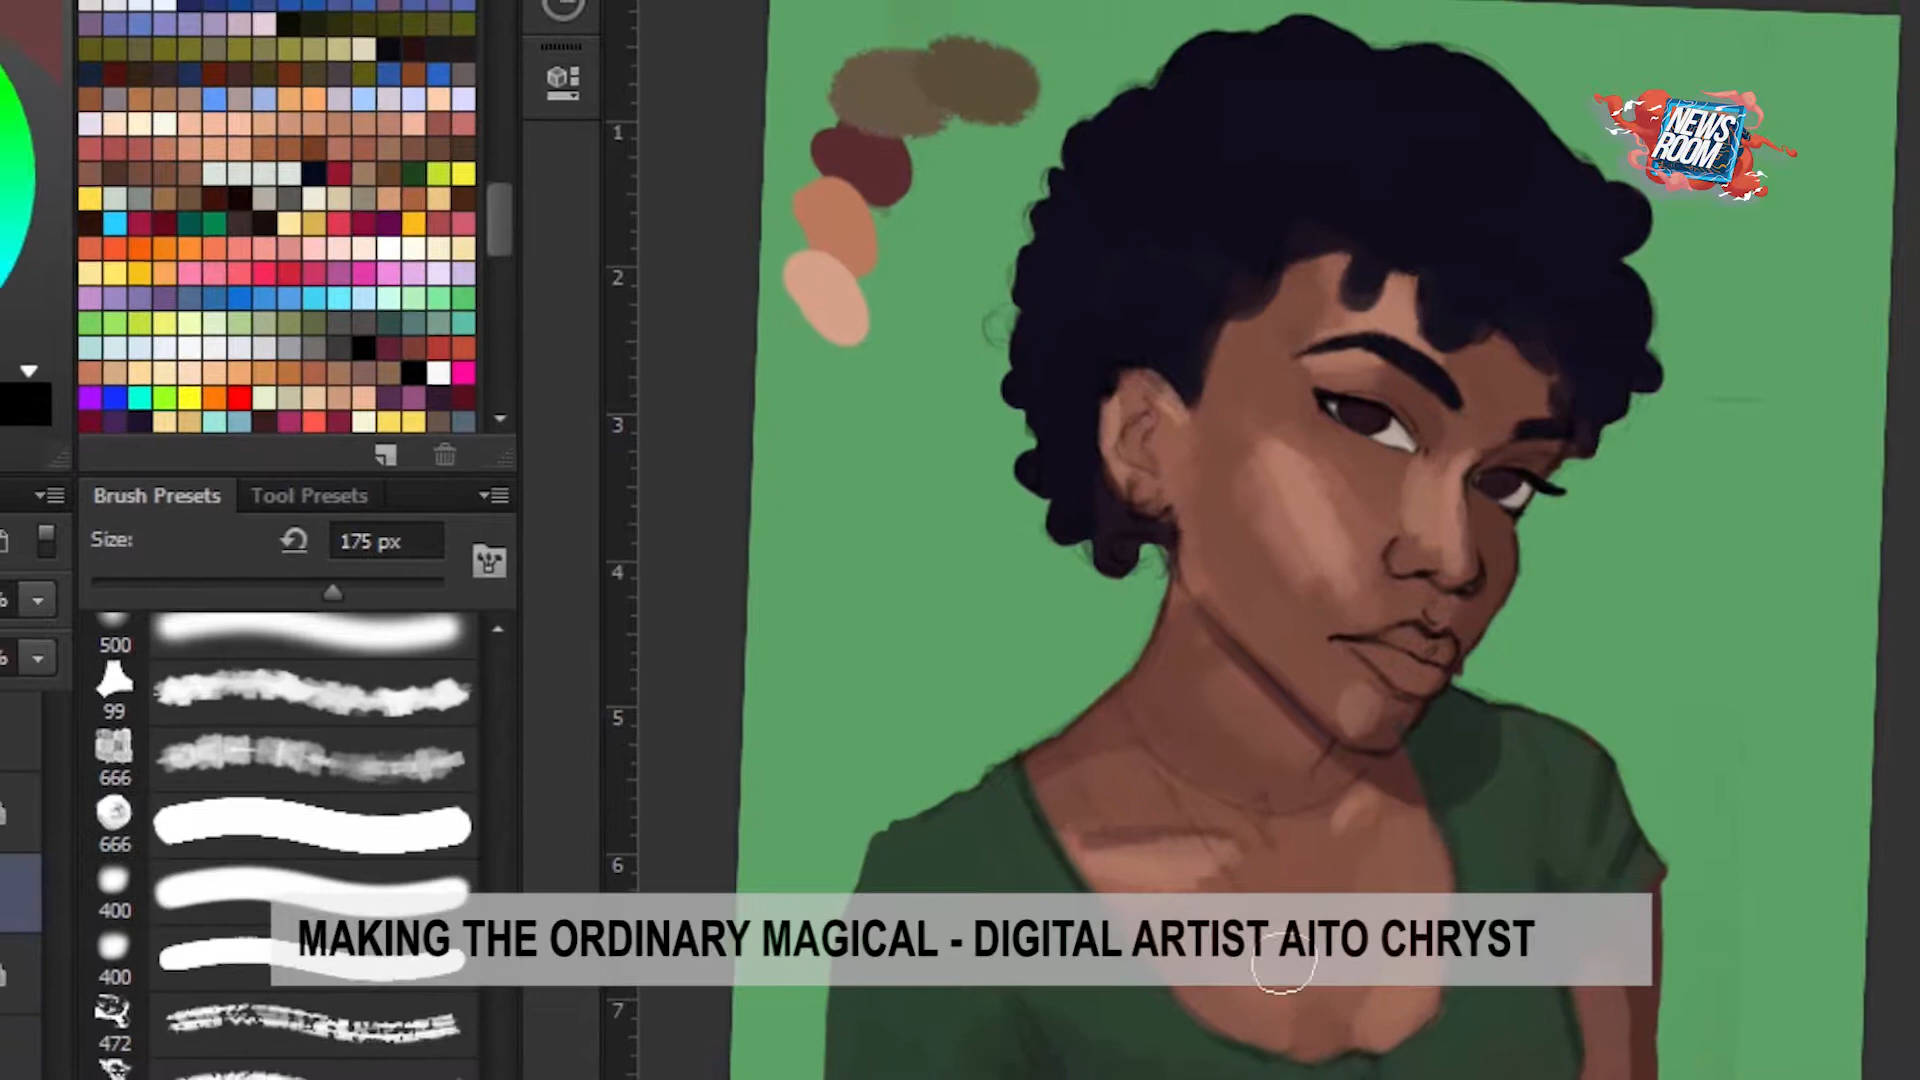 NEWS
ROOM
1
2
3
4
5
6
7
Brush Presets
Tool Presets
Size:
175 px
500
99
666
666
400
400
472
%
%
MAKING THE ORDINARY MAGICAL - DIGITAL ARTIST AITO CHRYST